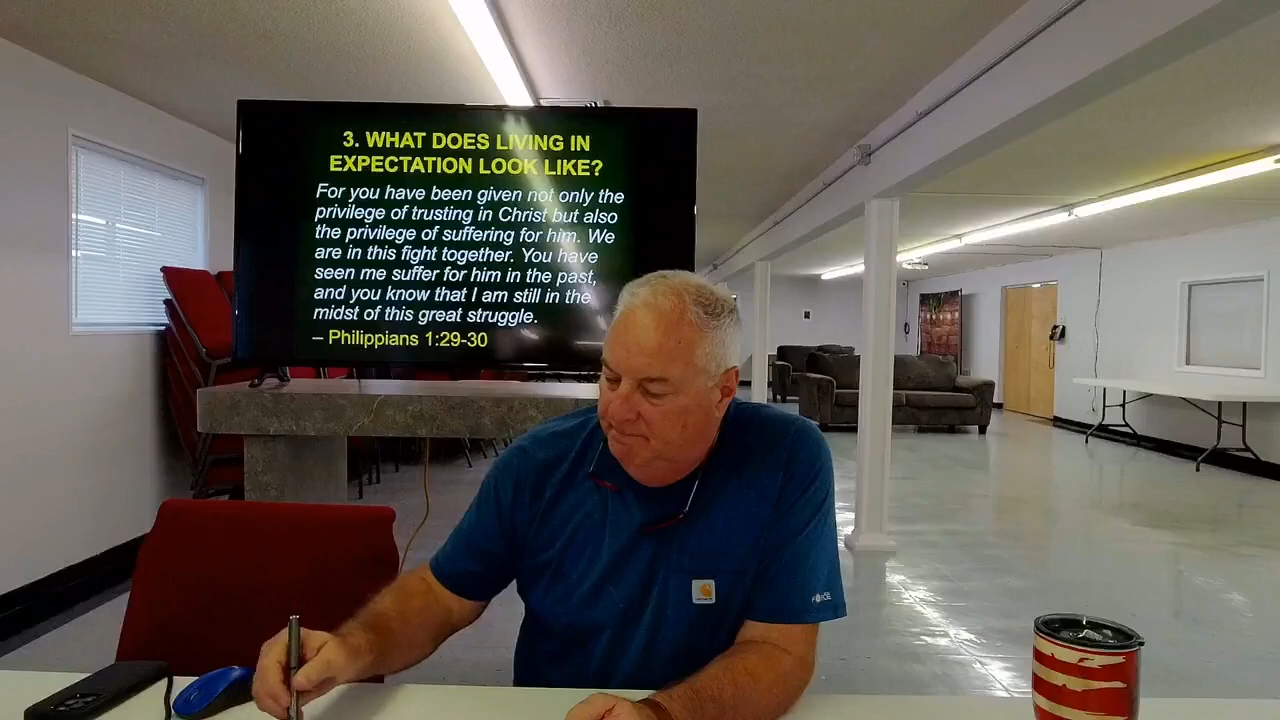 3. WHAT DOES LIVING IN
EXPECTATION LOOK LIKE?
For you have been given not only the
privilege of trusting in Christ but also
the privilege of suffering for him. We
are in this fight together. You have
seen me suffer for him in the past,
and you know that I am still in the
midst of this great struggle.
– Philippians 1:29-30
FORCE